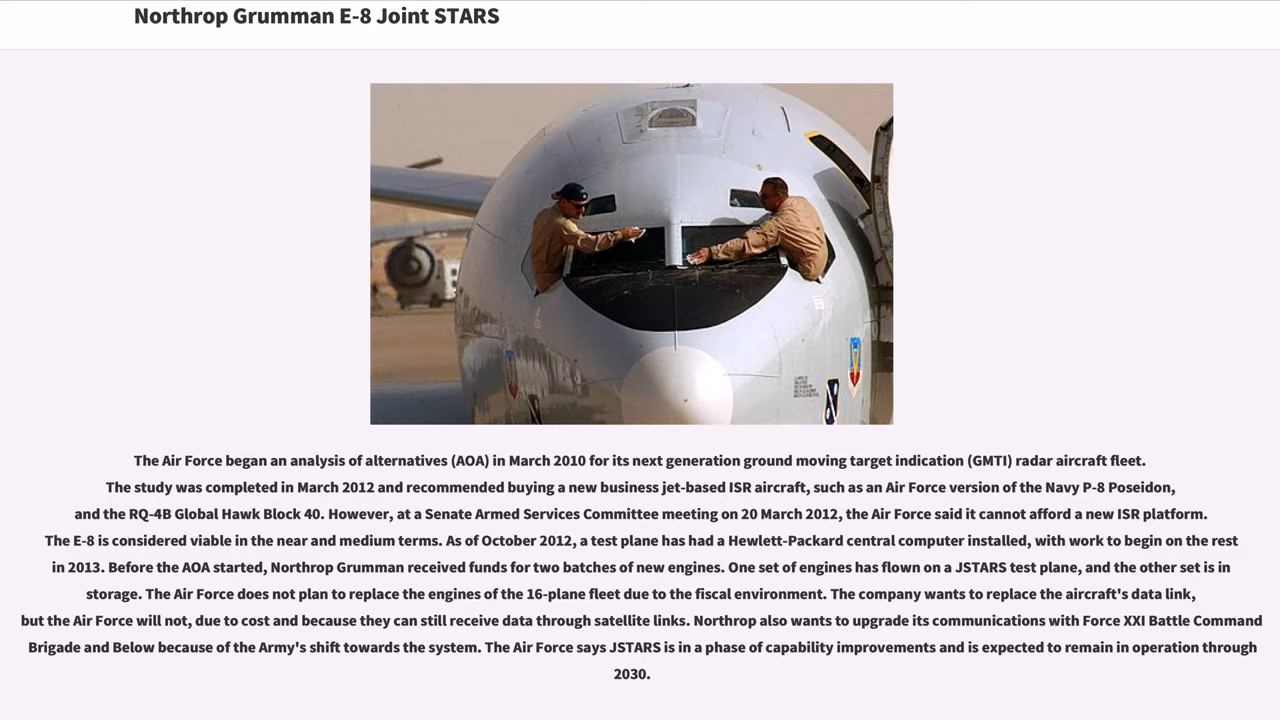 Northrop Grumman E-8 Joint STARS
The Air Force began an analysis of alternatives (AOA) in March 2010 for its next generation ground moving target indication (GMTI) radar aircraft fleet.
The study was completed in March 2012 and recommended buying a new business jet-based ISR aircraft, such as an Air Force version of the Navy P-8 Poseidon,
and the RQ-4B Global Hawk Block 40. However, at a Senate Armed Services Committee meeting on 20 March 2012, the Air Force said it cannot afford a new ISR platform.
The E-8 is considered viable in the near and medium terms. As of October 2012, a test plane has had a Hewlett-Packard central computer installed, with work to begin on the rest
in 2013. Before the AOA started, Northrop Grumman received funds for two batches of new engines. One set of engines has flown on a JSTARS test plane, and the other set is in
storage. The Air Force does not plan to replace the engines of the 16-plane fleet due to the fiscal environment. The company wants to replace the aircraft's data link,
but the Air Force will not, due to cost and because they can still receive data through satellite links. Northrop also wants to upgrade its communications with Force XXI Battle Command
Brigade and Below because of the Army's shift towards the system. The Air Force says JSTARS is in a phase of capability improvements and is expected to remain in operation through
2030.